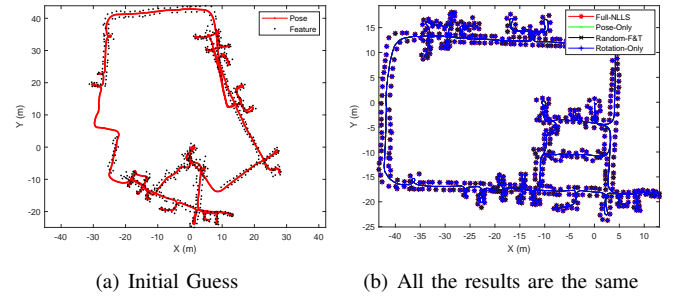 Pose
Feature
40
30
20
10
0
-10
-20
Y (m)
-40 -30 -20 -10 0 10 20 30 40
X (m)
(a) Initial Guess
Full-NLLS
Pose-Only
Random-F&T
Rotation-Only
15
10
5
0
-5
-10
-15
-20
-25
Y (m)
-40 -35 -30 -25 -20 -15 -10 -5 0 5 10
X (m)
(b) All the results are the same